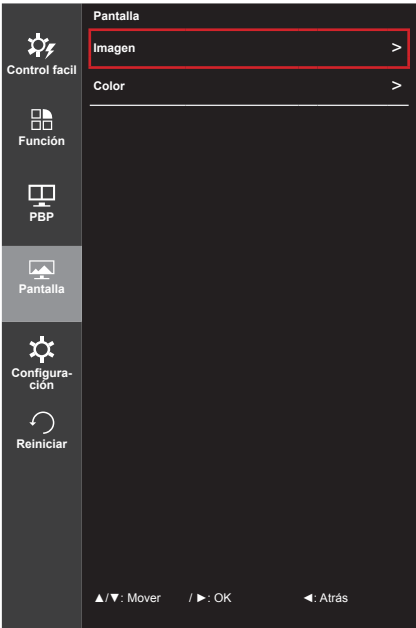 Pantalla
Imagen >
Color >
Control facil
Función
PBP
Pantalla
Configura-
ción
Reiniciar
▲/▼: Mover / ►: OK ◄: Atrás